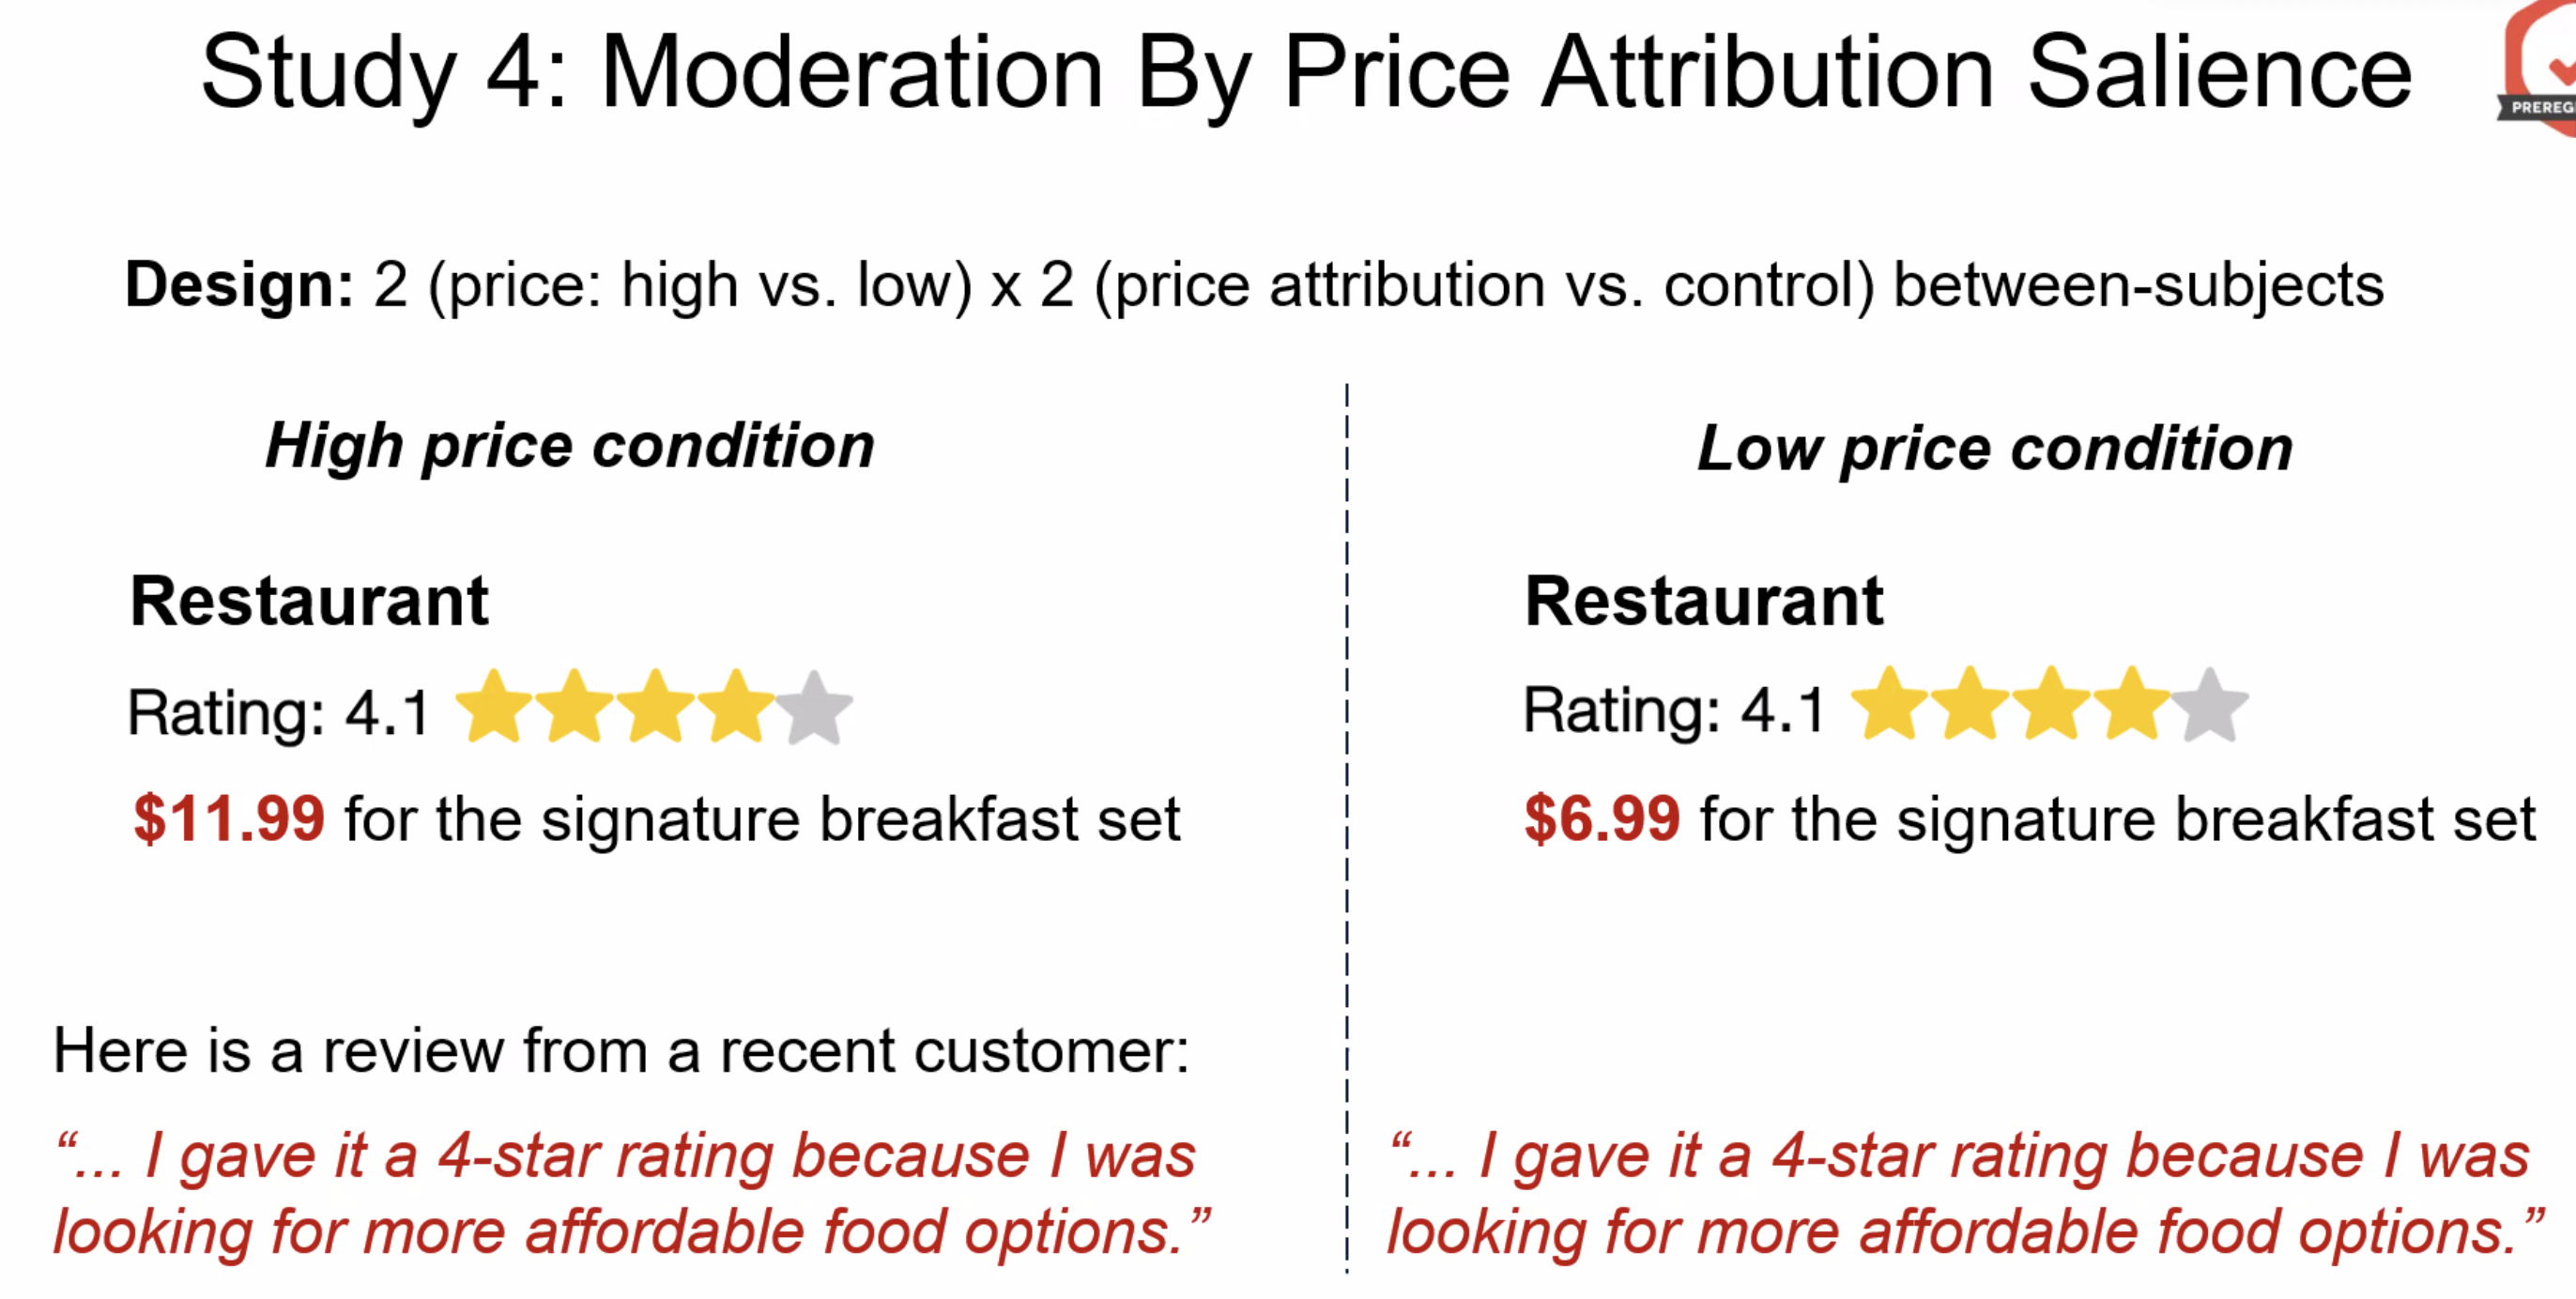 Study 4: Moderation By Price Attribution Salience
Design: 2 (price: high vs. low) x 2 (price attribution vs. control) between-subjects
High price condition
Restaurant
Rating: 4.1
$11.99 for the signature breakfast set
Here is a review from a recent customer:
“... I gave it a 4-star rating because I was
looking for more affordable food options.”
Low price condition
Restaurant
Rating: 4.1
$6.99 for the signature breakfast set
“... I gave it a 4-star rating because I was
looking for more affordable food options.”